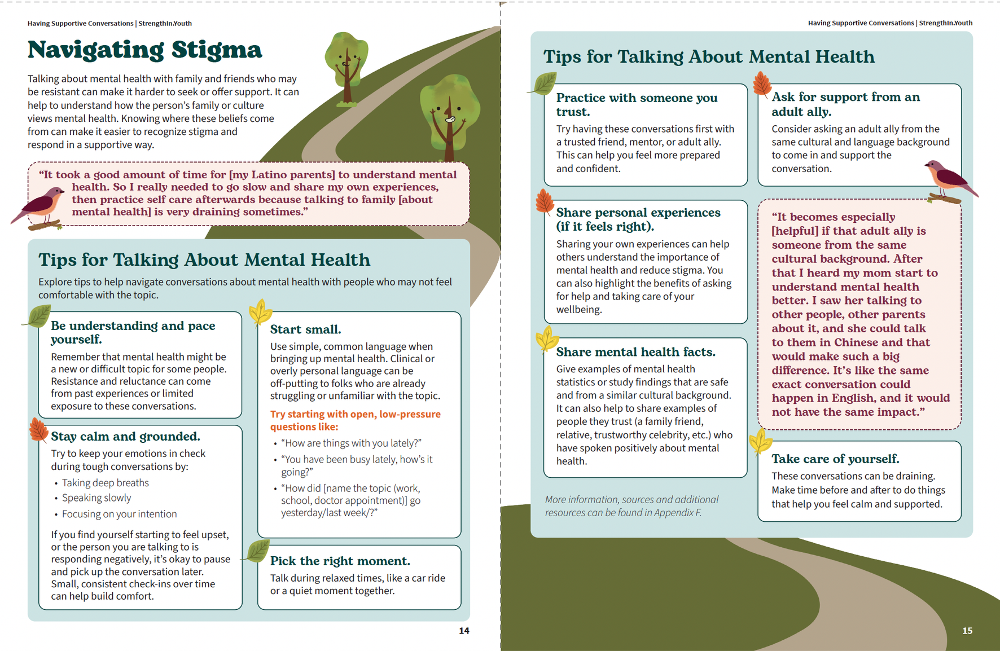 Having Supportive Conversations | StrengthIn.Youth
Navigating Stigma
Talking about mental health with family and friends who may
be resistant can make it harder to seek or offer support. It can
help to understand how the person’s family or culture
views mental health. Knowing where these beliefs come
from can make it easier to recognize stigma and
respond in a supportive way.
“It took a good amount of time for [my Latino parents] to understand mental
health. So I really needed to go slow and share my own experiences,
then practice self care afterwards because talking to family [about
mental health] is very draining sometimes.”
Tips for Talking About Mental Health
Explore tips to help navigate conversations about mental health with people who may not feel
comfortable with the topic.
Be understanding and pace
yourself.
Remember that mental health might be
a new or difficult topic for some people.
Resistance and reluctance can come
from past experiences or limited
exposure to these conversations.
Stay calm and grounded.
Try to keep your emotions in check
during tough conversations by:
• Taking deep breaths
• Speaking slowly
• Focusing on your intention
If you find yourself starting to feel upset,
or the person you are talking to is
responding negatively, it’s okay to pause
and pick up the conversation later.
Small, consistent check-ins over time
can help build comfort.
Start small.
Use simple, common language when
bringing up mental health. Clinical or
overly personal language can be
off-putting to folks who are already
struggling or unfamiliar with the topic.
Try starting with open, low-pressure
questions like:
• “How are things with you lately?”
• “You have been busy lately, how’s it
going?”
• “How did [name the topic (work,
school, doctor appointment)] go
yesterday/last week/?”
Pick the right moment.
Talk during relaxed times, like a car ride
or a quiet moment together.
14
Having Supportive Conversations | StrengthIn.Youth
Tips for Talking About Mental Health
Practice with someone you
trust.
Try having these conversations first with
a trusted friend, mentor, or adult ally.
This can help you feel more prepared
and confident.
Share personal experiences
(if it feels right).
Sharing your own experiences can help
others understand the importance of
mental health and reduce stigma. You
can also highlight the benefits of asking
for help and taking care of your
wellbeing.
Share mental health facts.
Give examples of mental health
statistics or study findings that are safe
and from a similar cultural background.
It can also help to share examples of
people they trust (a family friend,
relative, trustworthy celebrity, etc.) who
have spoken positively about mental
health.
More information, sources and additional
resources can be found in Appendix F.
Ask for support from an
adult ally.
Consider asking an adult ally from the
same cultural and language background
to come in and support the
conversation.
“It becomes especially
[helpful] if that adult ally is
someone from the same
cultural background. After
that I heard my mom start to
understand mental health
better. I saw her talking to
other people, other parents
about it, and she could talk
to them in Chinese and that
would make such a big
difference. It’s like the same
exact conversation could
happen in English, and it would
not have the same impact.”
Take care of yourself.
These conversations can be draining.
Make time before and after to do things
that help you feel calm and supported.
15